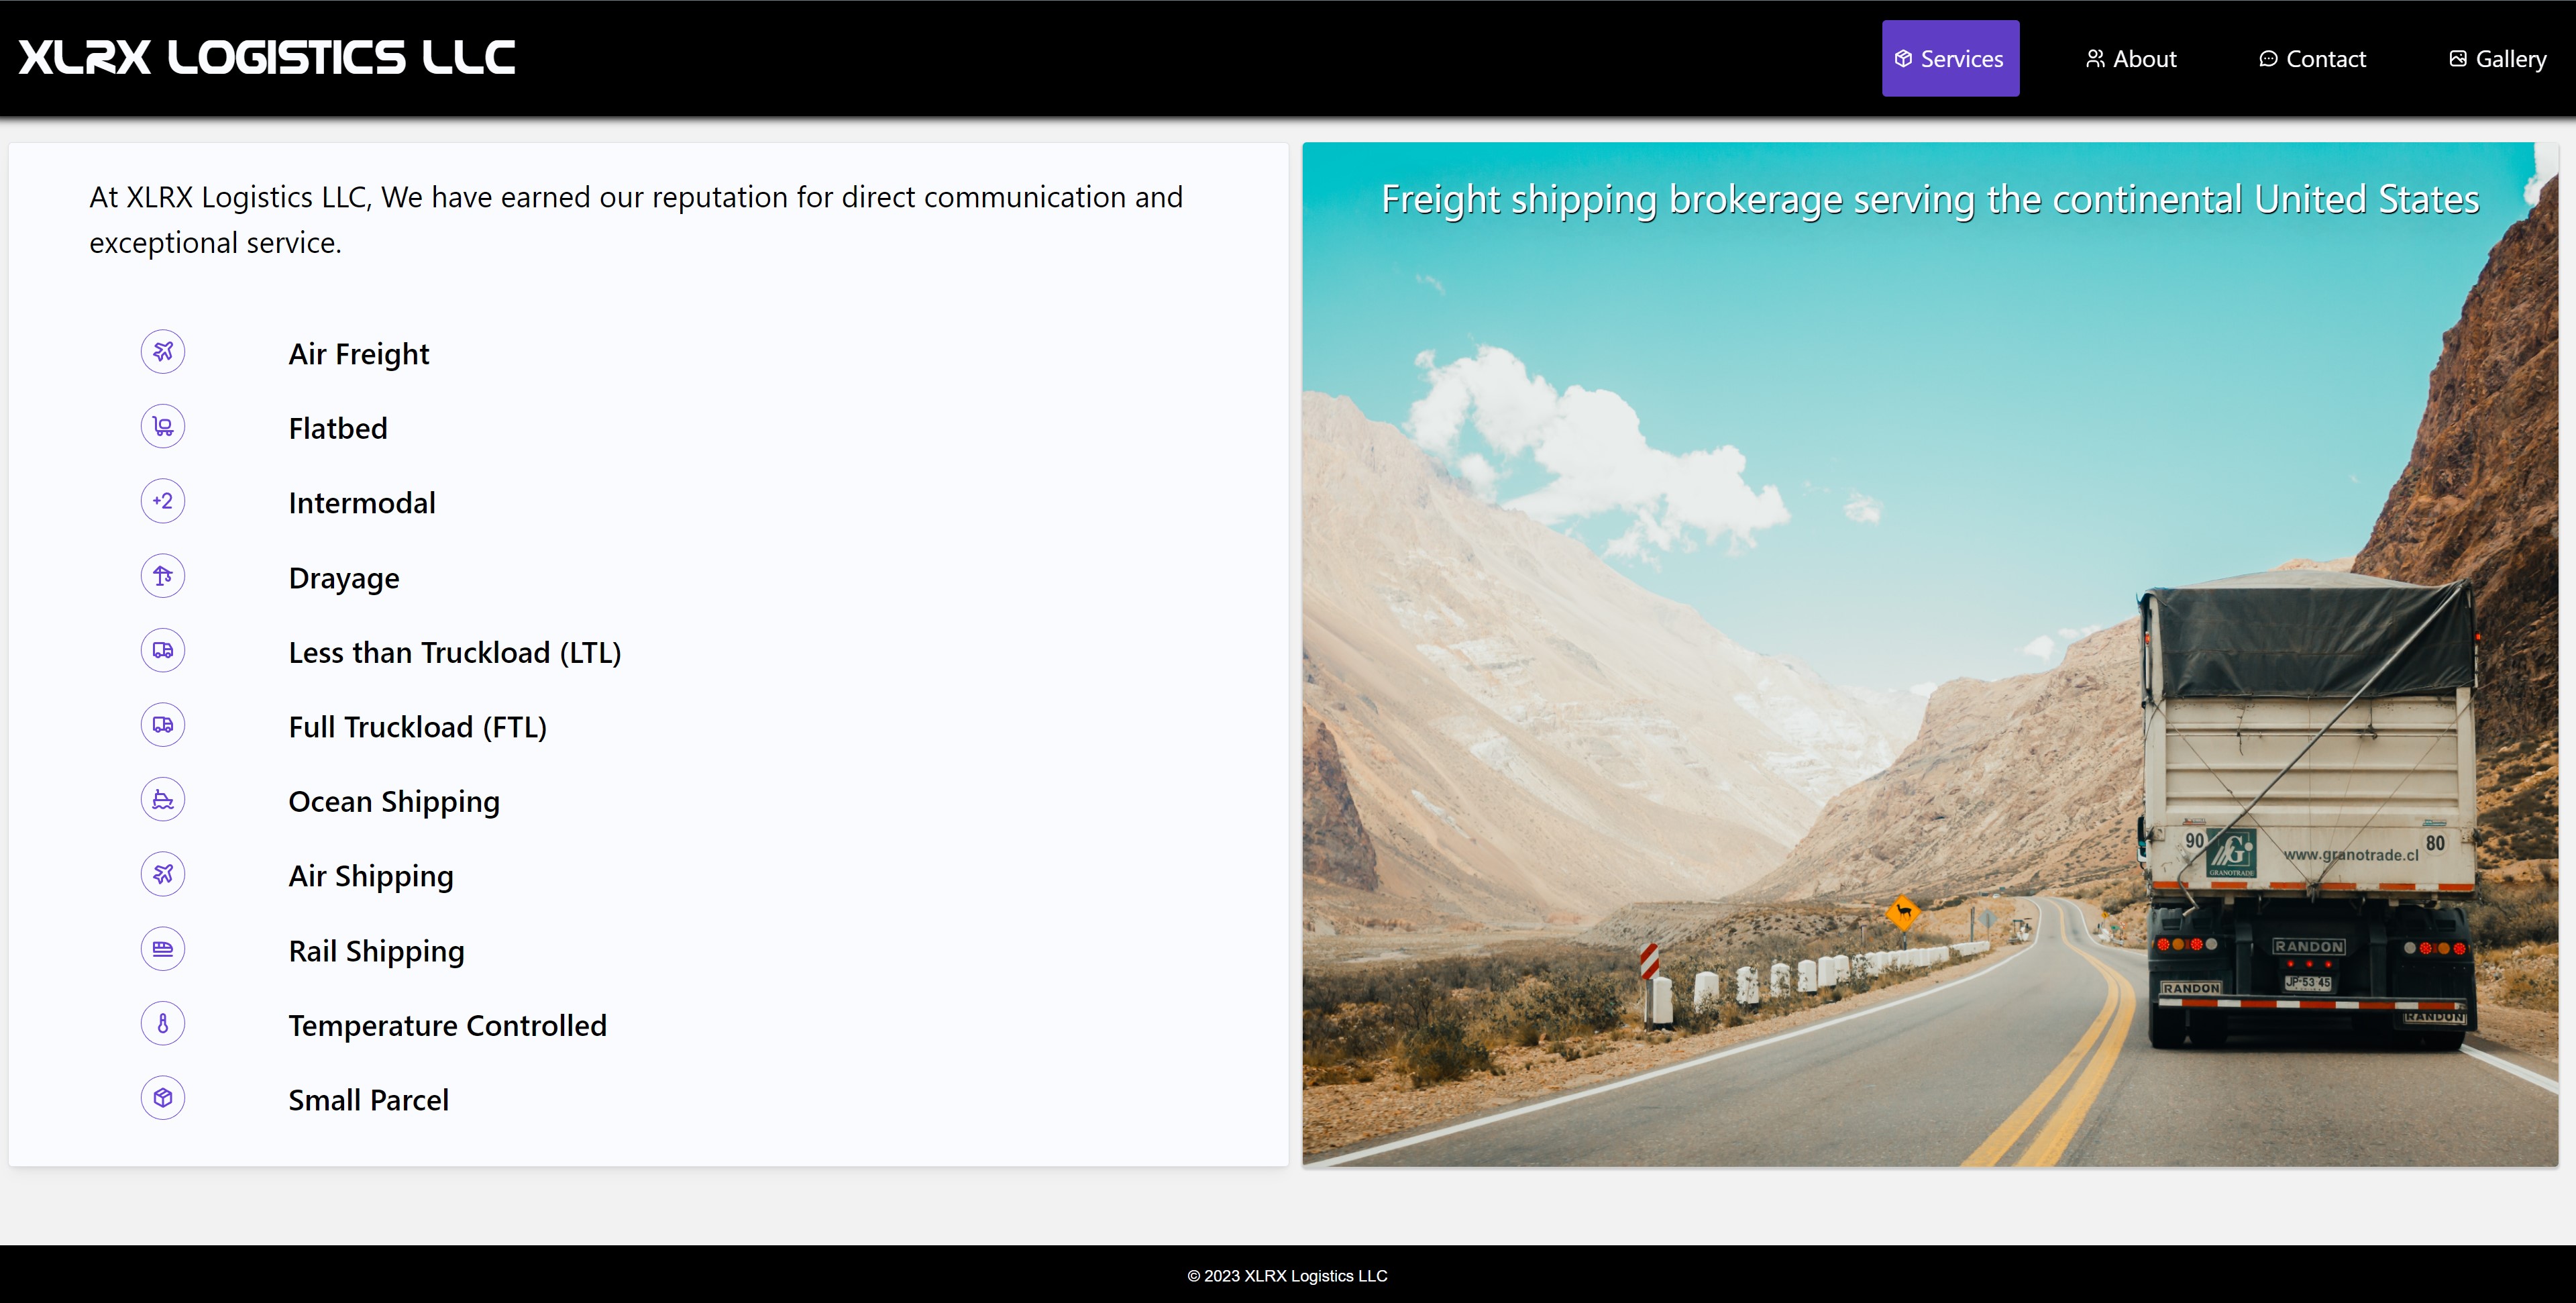 XLRX LOGISTICS LLC
Services
About
Contact
Gallery
At XLRX Logistics LLC, We have earned our reputation for direct communication and
exceptional service.
Air Freight
Flatbed
+2
Intermodal
Drayage
Less than Truckload (LTL)
Full Truckload (FTL)
Ocean Shipping
Air Shipping
Rail Shipping
Temperature Controlled
Small Parcel
Freight shipping brokerage serving the continental United States
90
G
GRANOTRADE
www.granotrade.cl
80
RANDON
JP-53 45
RANDON
RANDON
© 2023 XLRX Logistics LLC